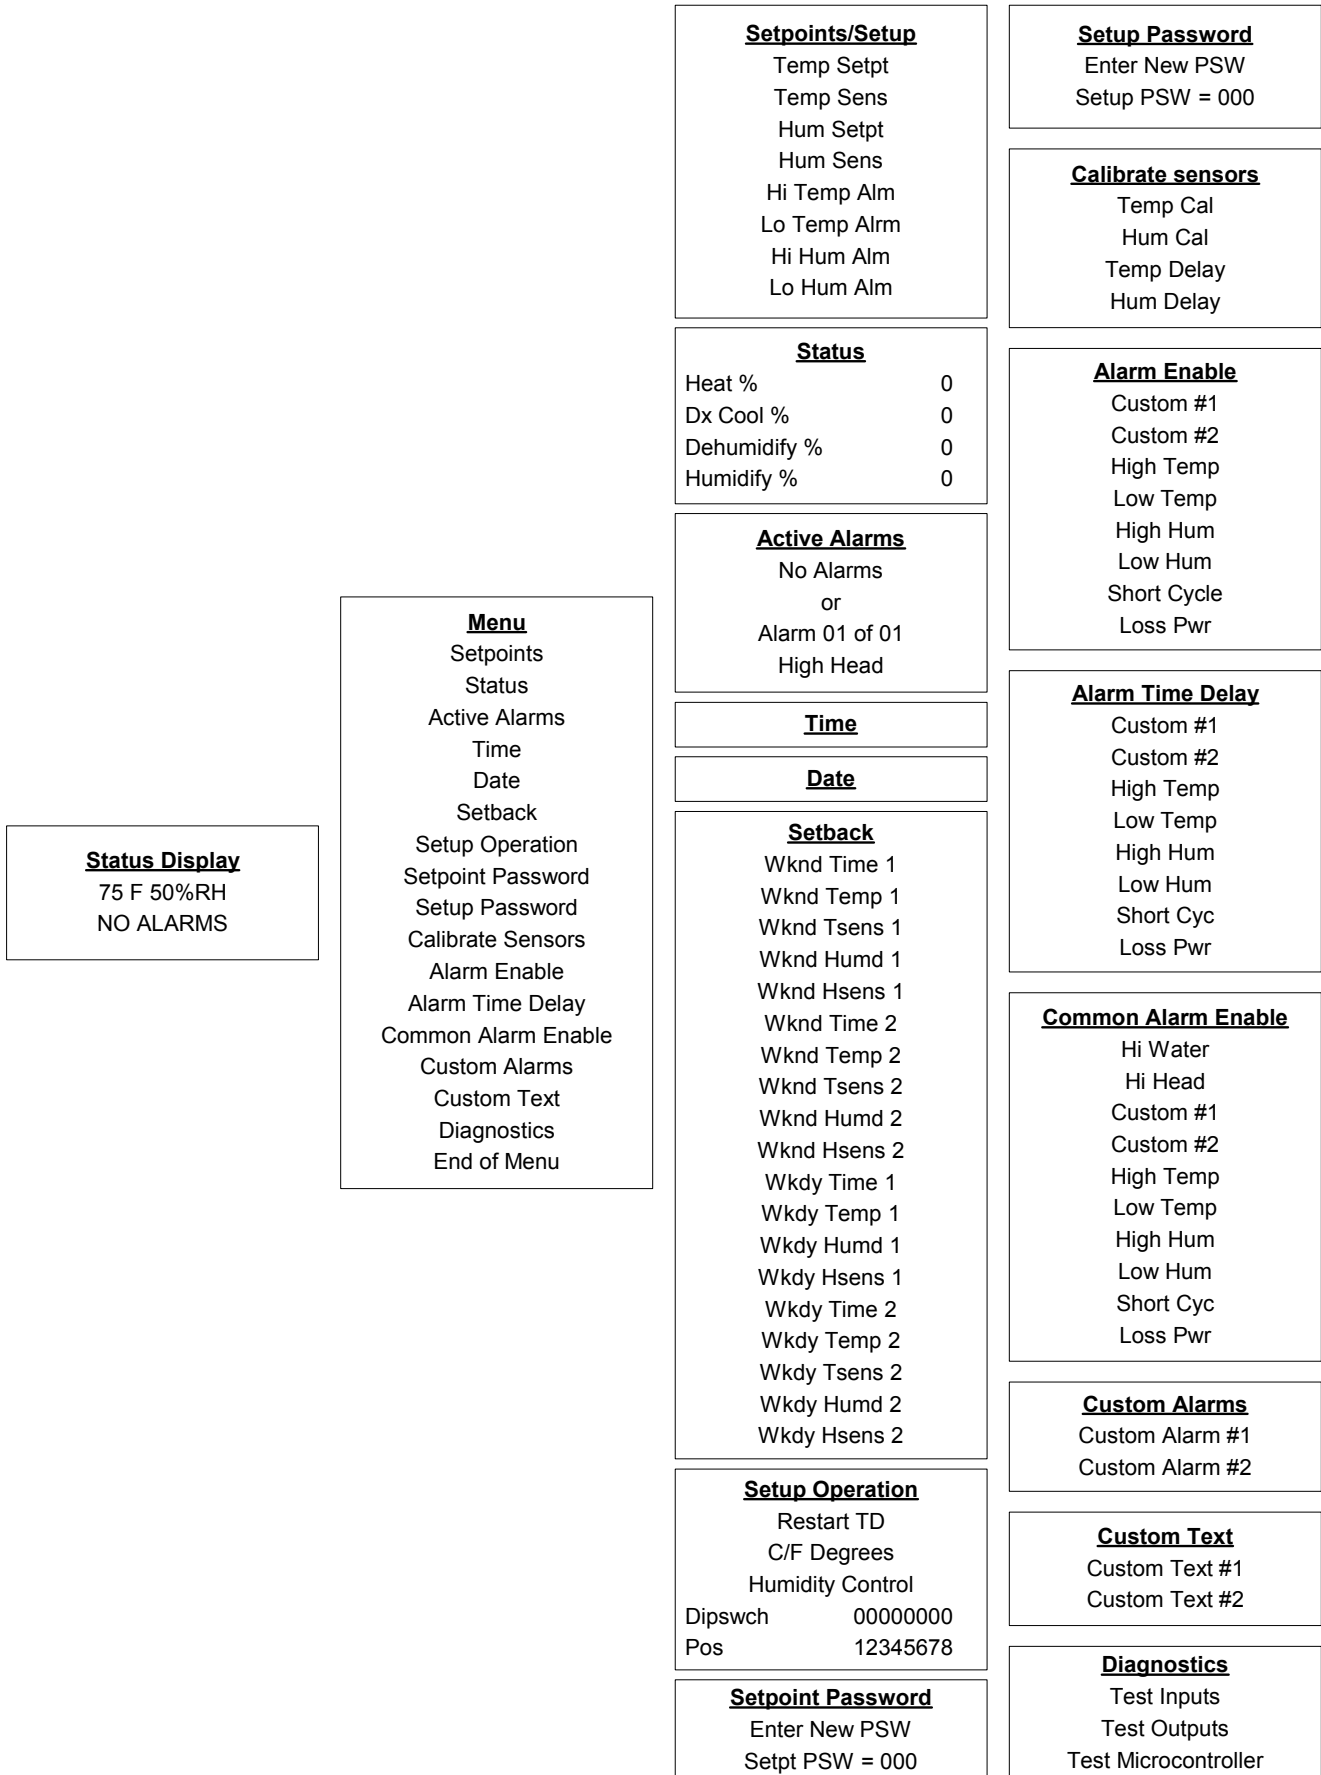 Status Display
75 F 50%RH
NO ALARMS
Menu
Setpoints
Status
Active Alarms
Time
Date
Setback
Setup Operation
Setpoint Password
Setup Password
Calibrate Sensors
Alarm Enable
Alarm Time Delay
Common Alarm Enable
Custom Alarms
Custom Text
Diagnostics
End of Menu
Setpoints/Setup
Temp Setpt
Temp Sens
Hum Setpt
Hum Sens
Hi Temp Alm
Lo Temp Alrm
Hi Hum Alm
Lo Hum Alm
Status
Heat % 0
Dx Cool % 0
Dehumidify % 0
Humidify % 0
Active Alarms
No Alarms
or
Alarm 01 of 01
High Head
Time
Date
Setback
Wknd Time 1
Wknd Temp 1
Wknd Tsens 1
Wknd Humd 1
Wknd Hsens 1
Wknd Time 2
Wknd Temp 2
Wknd Tsens 2
Wknd Humd 2
Wknd Hsens 2
Wkdy Time 1
Wkdy Temp 1
Wkdy Humd 1
Wkdy Hsens 1
Wkdy Time 2
Wkdy Temp 2
Wkdy Tsens 2
Wkdy Humd 2
Wkdy Hsens 2
Setup Operation
Restart TD
C/F Degrees
Humidity Control
Dipswch 00000000
Pos 12345678
Setpoint Password
Enter New PSW
Setpt PSW = 000
Setup Password
Enter New PSW
Setup PSW = 000
Calibrate sensors
Temp Cal
Hum Cal
Temp Delay
Hum Delay
Alarm Enable
Custom #1
Custom #2
High Temp
Low Temp
High Hum
Low Hum
Short Cycle
Loss Pwr
Alarm Time Delay
Custom #1
Custom #2
High Temp
Low Temp
High Hum
Low Hum
Short Cyc
Loss Pwr
Common Alarm Enable
Hi Water
Hi Head
Custom #1
Custom #2
High Temp
Low Temp
High Hum
Low Hum
Short Cyc
Loss Pwr
Custom Alarms
Custom Alarm #1
Custom Alarm #2
Custom Text
Custom Text #1
Custom Text #2
Diagnostics
Test Inputs
Test Outputs
Test Microcontroller